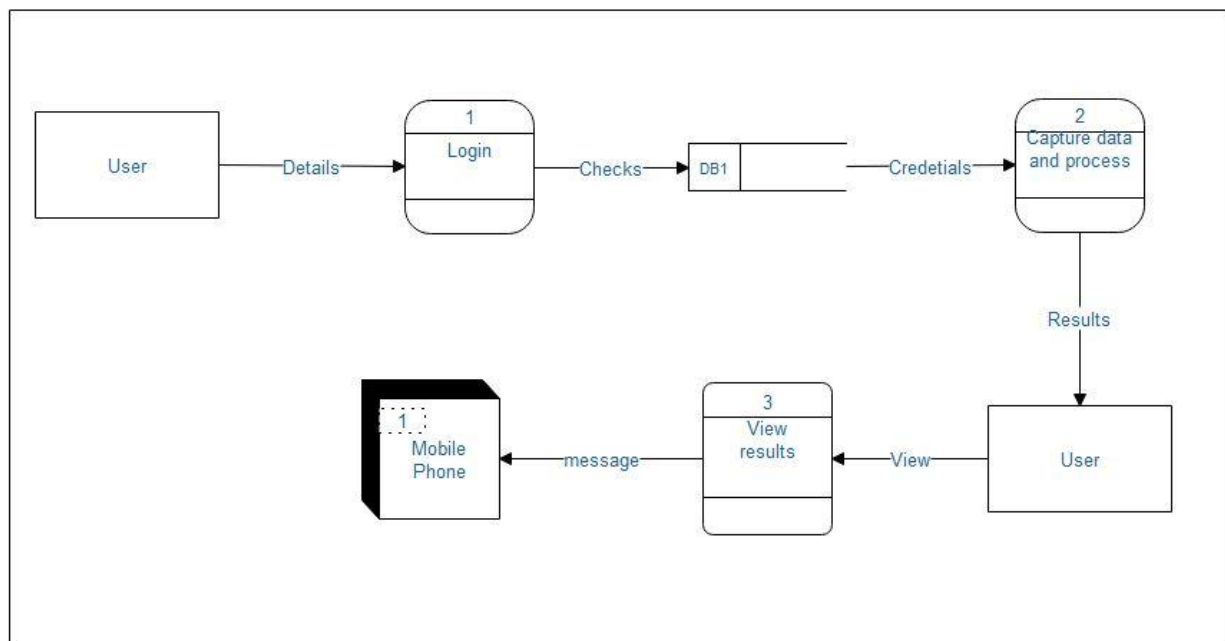 1
2
User
Details
Login
Checks
DB1
Credetials
Capture data
and process
Results
1
Mobile
Phone
message
3
View
results
View
User